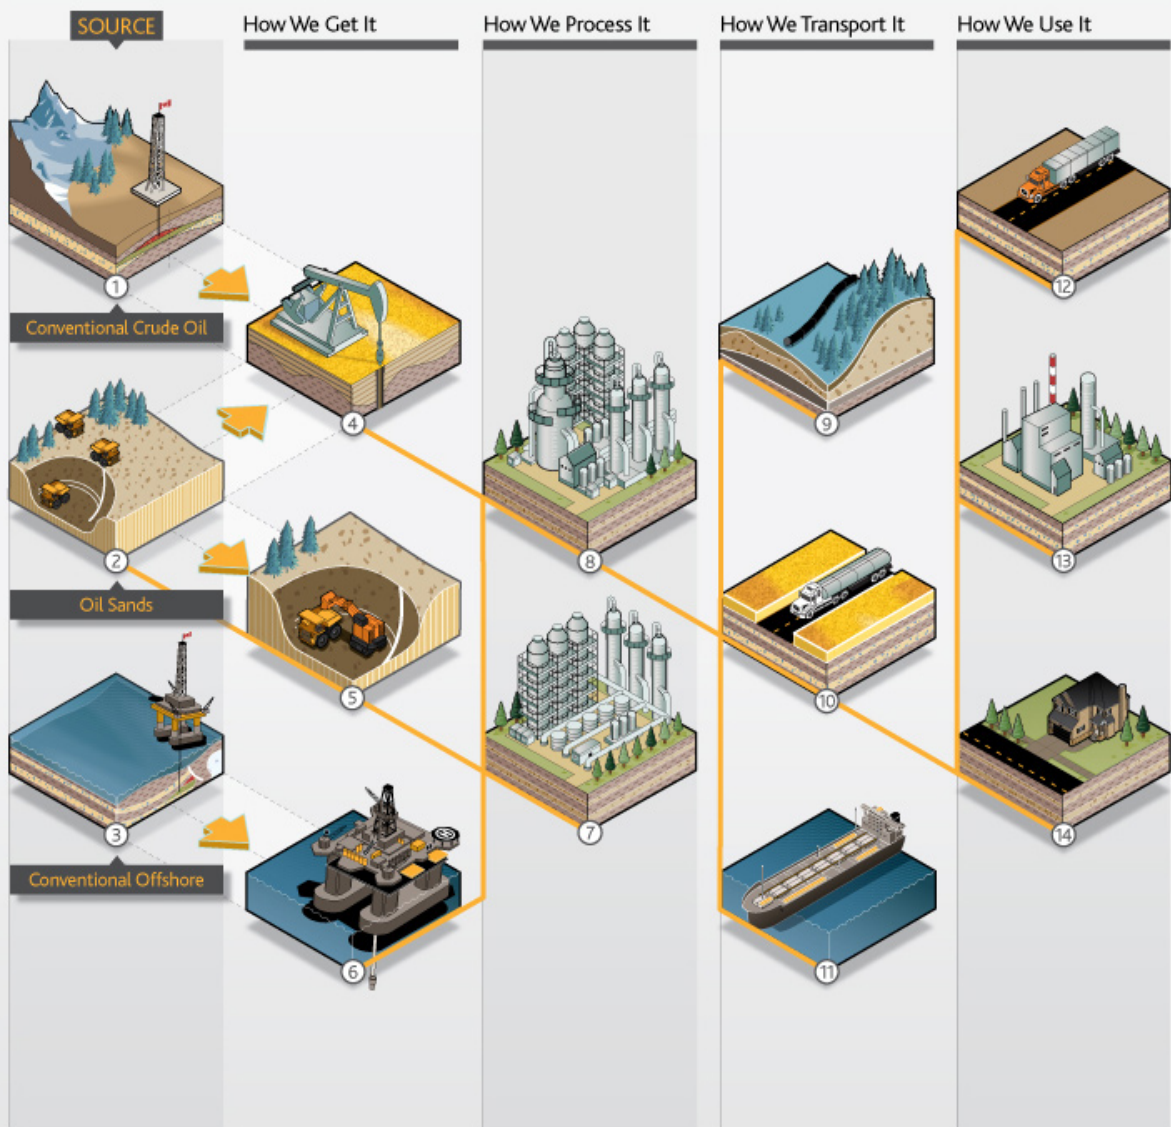 SOURCE
How We Get It
How We Process It
How We Transport It
How We Use It
1
Conventional Crude Oil
2
Oil Sands
3
Conventional Offshore
4
5
6
8
7
9
10
11
12
13
14